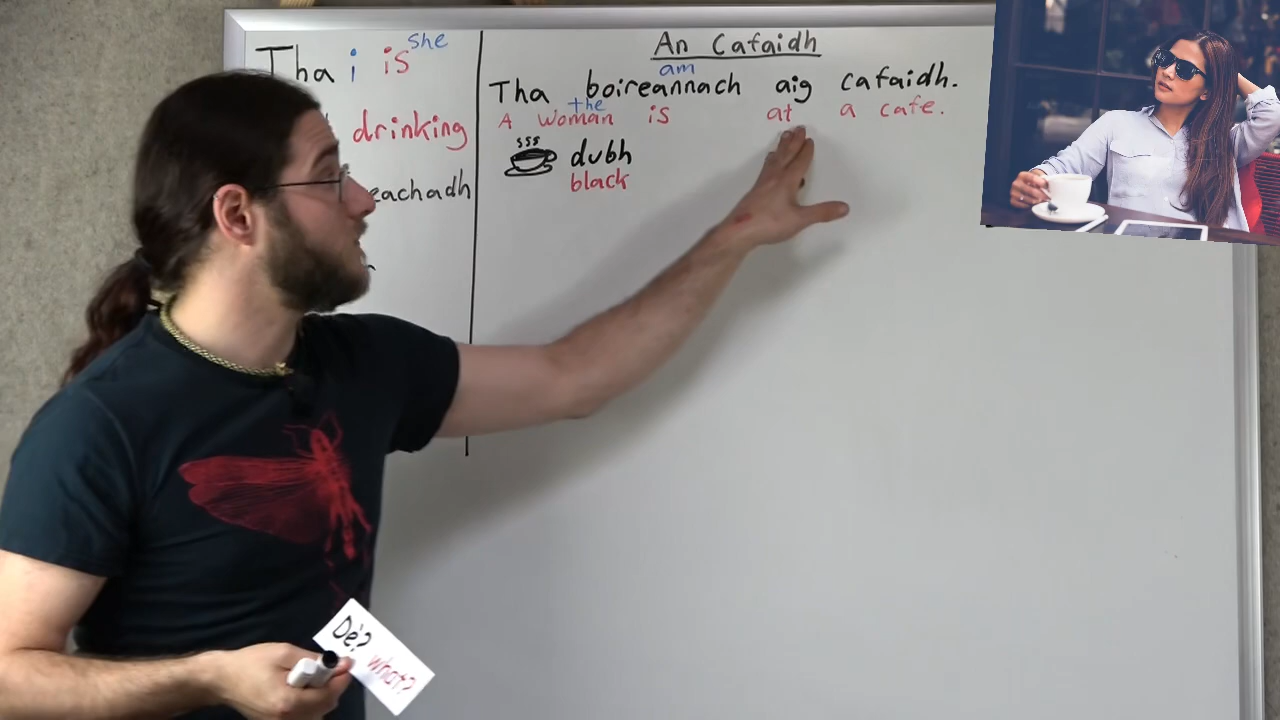 she
Tha i is
drinking
eachadh
An Cafaidh
am
Tha boireannach aig cafaidh.
the
A woman is at a cafe.
dubh
black
Dè?
what?